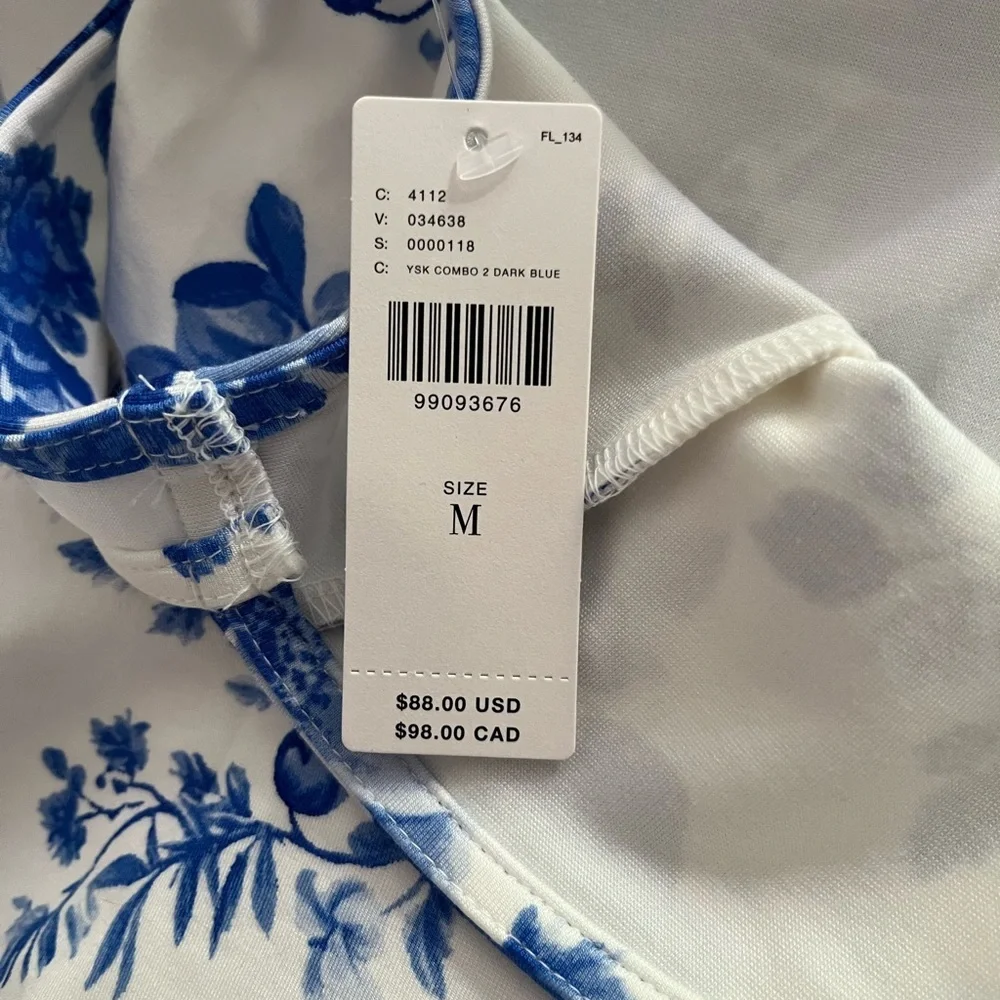 FL_134
C: 4112
V: 034638
S: 0000118
C: YSK COMBO 2 DARK BLUE
99093676
SIZE
M
$88.00 USD
$98.00 CAD